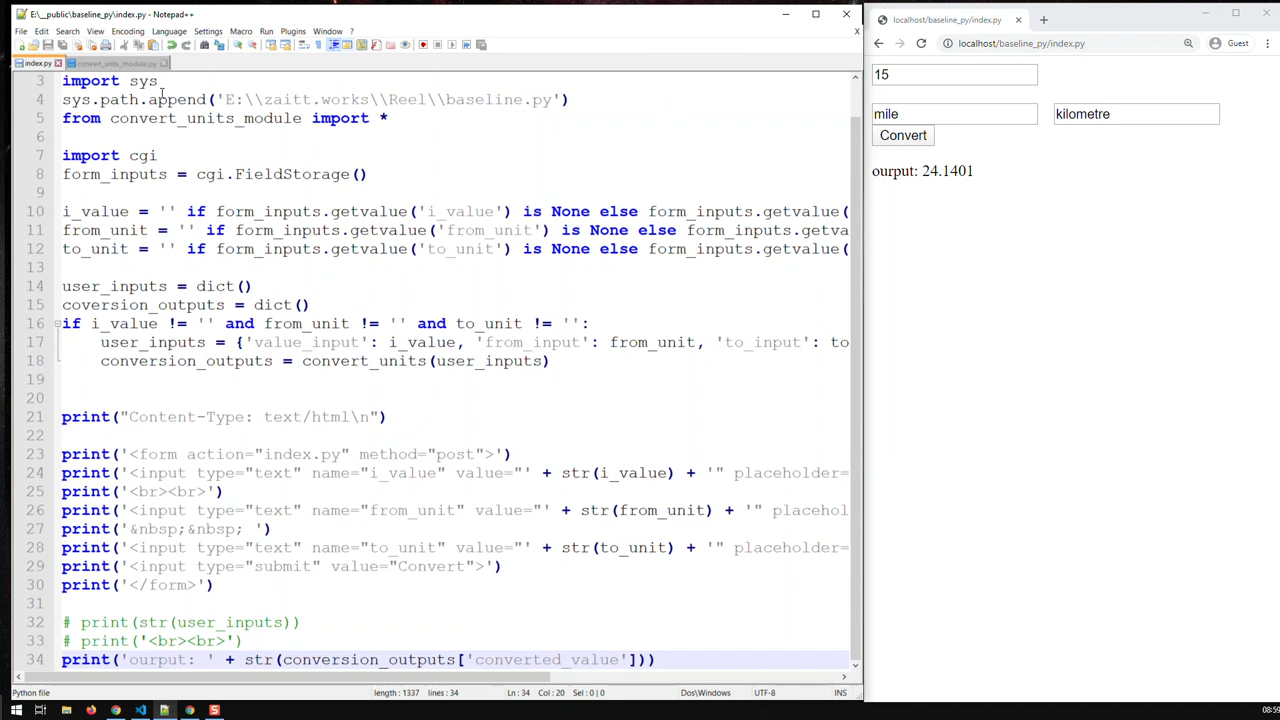 E:\__public\baseline_py\index.py - Notepad++
File Edit Search View Encoding Language Settings Tools Macro Run Plugins Window ?
X
index.py convert_units_module.py
3 import sys
4 sys.path.append('E:\\zaitt.works\\Reel\\baseline.py')
5 from convert_units_module import *
6
7 import cgi
8 form_inputs = cgi.FieldStorage()
9
10 i_value = '' if form_inputs.getvalue('i_value') is None else form_inputs.getvalue(
11 from_unit = '' if form_inputs.getvalue('from_unit') is None else form_inputs.getva
12 to_unit = '' if form_inputs.getvalue('to_unit') is None else form_inputs.getvalue(
13
14 user_inputs = dict()
15 coversion_outputs = dict()
16 if i_value != '' and from_unit != '' and to_unit != '':
17 user_inputs = {'value_input': i_value, 'from_input': from_unit, 'to_input': to
18 conversion_outputs = convert_units(user_inputs)
19
20
21 print("Content-Type: text/html\n")
22
23 print('<form action="index.py" method="post">')
24 print('<input type="text" name="i_value" value="' + str(i_value) + '" placeholder=
25 print('<br><br>')
26 print('<input type="text" name="from_unit" value="' + str(from_unit) + '" placehol
27 print('&nbsp;&nbsp; ')
28 print('<input type="text" name="to_unit" value="' + str(to_unit) + '" placeholder=
29 print('<input type="submit" value="Convert">')
30 print('</form>')
31
32 # print(str(user_inputs))
33 # print('<br><br>')
34 print('ourput: ' + str(conversion_outputs['converted_value']))
Python file length : 1337 lines : 34 Ln : 34 Col : 20 Sel : 0 | 0 Dos\Windows UTF-8 INS
localhost/baseline_py/index.py
localhost/baseline_py/index.py Guest
15
mile kilometre
Convert
ourput: 24.1401
08:59